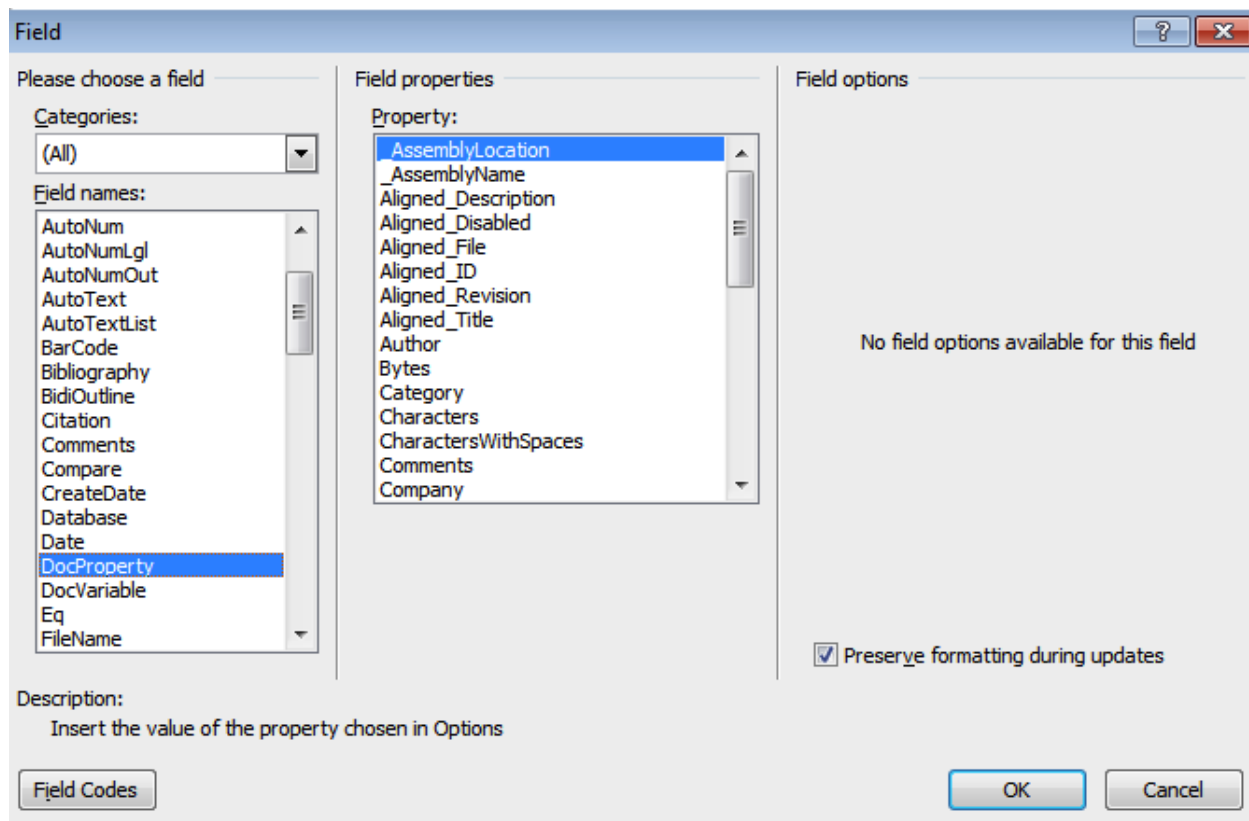 Field
Please choose a field
Categories:
(All)
Field names:
AutoNum
AutoNumLgl
AutoNumOut
AutoText
AutoTextList
BarCode
Bibliography
BidiOutline
Citation
Comments
Compare
CreateDate
Database
Date
DocProperty
DocVariable
Eq
FileName
Field properties
Property:
_AssemblyLocation
_AssemblyName
Aligned_Description
Aligned_Disabled
Aligned_File
Aligned_ID
Aligned_Revision
Aligned_Title
Author
Bytes
Category
Characters
CharactersWithSpaces
Comments
Company
Field options
No field options available for this field
Preserve formatting during updates
Description:
Insert the value of the property chosen in Options
Field Codes
OK
Cancel